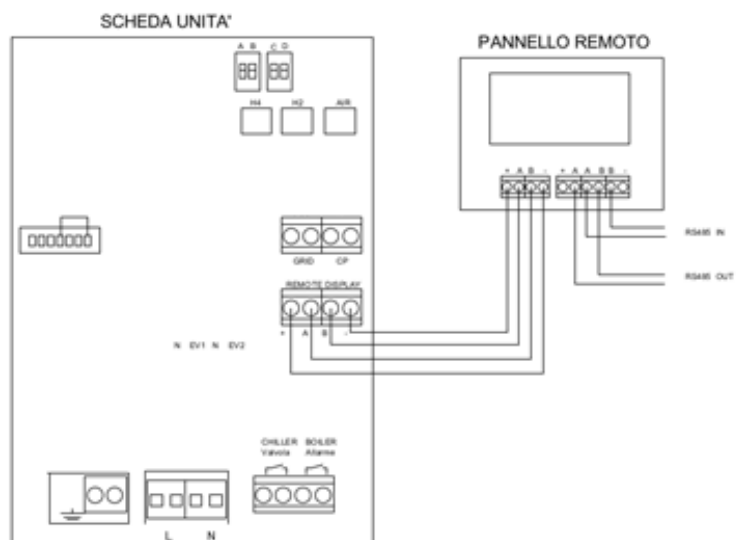 SCHEDA UNITA'
PANNELLO REMOTO
A B C D
H4 H2 AIR
+ A B - + A A B B -
RS485 IN
GRID CP
RS485 OUT
REMOTE DISPLAY
+ A B -
N EV1 N EV2
CHILLER BOILER
Valvola Allarme
L N